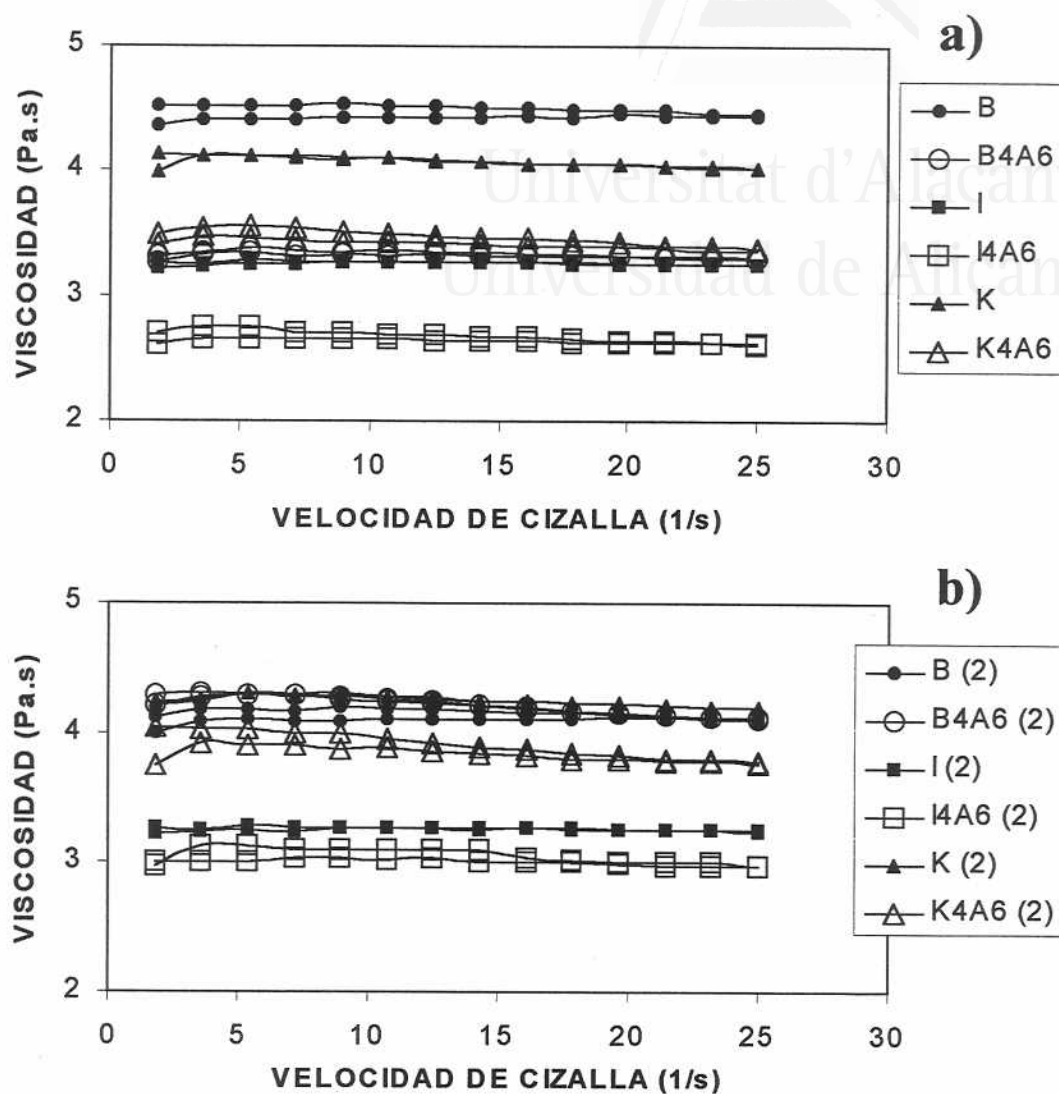 a)
5
4
3
2
VISCOSIDAD (Pa.s)
0
5
10
15
20
25
30
VELOCIDAD DE CIZALLA (1/s)
B
B4A6
I
I4A6
K
K4A6
Universitat d'Alacant
Universidad de Alicante
b)
5
4
3
2
VISCOSIDAD (Pa.s)
0
5
10
15
20
25
30
VELOCIDAD DE CIZALLA (1/s)
B (2)
B4A6 (2)
I (2)
I4A6 (2)
K (2)
K4A6 (2)